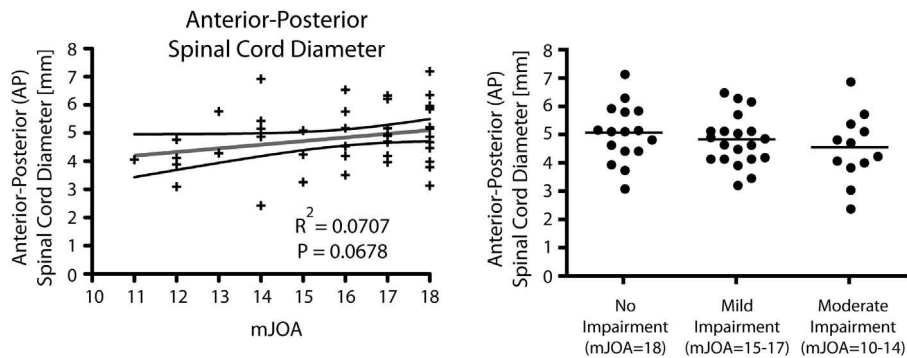 Anterior-Posterior
Spinal Cord Diameter
Anterior-Posterior (AP)
Spinal Cord Diameter [mm]
8
7
6
5
4
3
2
1
0
R2 = 0.0707
P = 0.0678
10 11 12 13 14 15 16 17 18
mJOA
Anterior-Posterior (AP)
Spinal Cord Diameter [mm]
8
7
6
5
4
3
2
1
0
No Mild Moderate
Impairment Impairment Impairment
(mJOA=18) (mJOA=15-17) (mJOA=10-14)